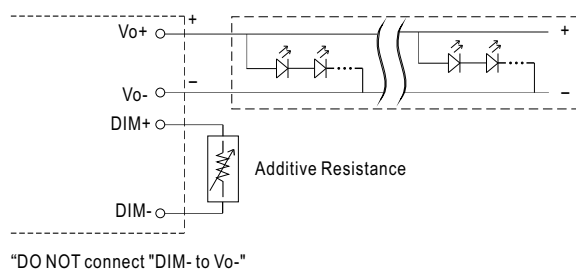 Vo+
+
+
Vo-
−
−
DIM+
Additive Resistance
DIM-
"DO NOT connect "DIM- to Vo-"